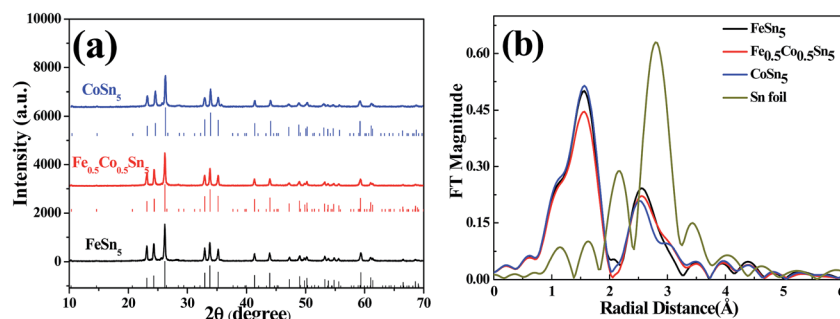 (a)
10000
8000
6000
4000
2000
0
Intensity (a.u.)
CoSn5
Fe0.5Co0.5Sn5
FeSn5
10 20 30 40 50 60 70
2θ (degree)
(b)
FeSn5
Fe0.5Co0.5Sn5
CoSn5
Sn foil
0.60
0.45
0.30
0.15
0.00
FT Magnitude
0 1 2 3 4 5 6
Radial Distance(Å)